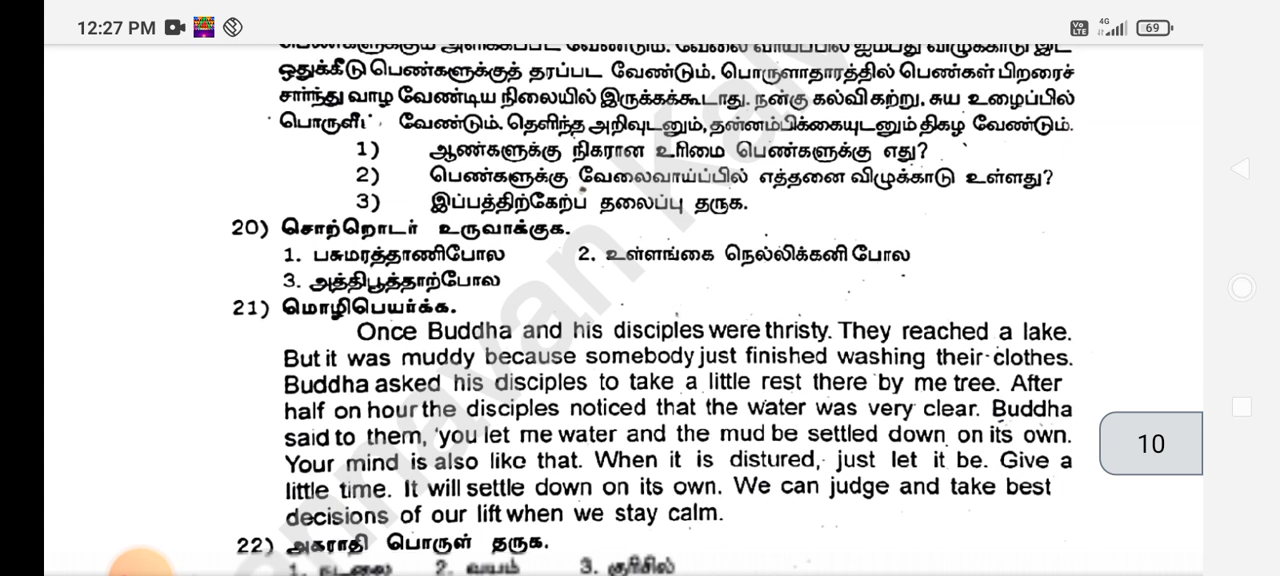 12:27 PM
4G
69
ஒதுக்கீடு பெண்களுக்குத் தரப்பட வேண்டும். பொருளாதாரத்தில் பெண்கள் பிறரைச்
சார்ந்து வாழ வேண்டிய நிலையில் இருக்கக்கூடாது. நன்கு கல்வி கற்று, சுய உழைப்பில்
வேண்டும். தெளிந்த அறிவுடனும், தன்னம்பிக்கையுடனும் திகழ வேண்டும்.
1) ஆண்களுக்கு நிகரான உரிமை பெண்களுக்கு எது?
2) பெண்களுக்கு வேலைவாய்ப்பில் எத்தனை விழுக்காடு உள்ளது?
3) இப்பத்திற்கேற்ப தலைப்பு தருக.
20) சொற்றொடர் உருவாக்குக.
1. பசுமரத்தாணிபோல 2. உள்ளங்கை நெல்லிக்கனி போல
3. அத்திபூத்தாற்போல
21) மொழிபெயர்க்க.
Once Buddha and his disciples were thristy. They reached a lake.
But it was muddy because somebody just finished washing their clothes.
Buddha asked his disciples to take a little rest there by me tree. After
half on hour the disciples noticed that the water was very clear. Buddha
said to them, 'you let me water and the mud be settled down on its own.
Your mind is also like that. When it is distured, just let it be. Give a
little time. It will settle down on its own. We can judge and take best
decisions of our lift when we stay calm.
10
22) அகராதி பொருள் தருக.
1. நடலை 2. வயம் 3. குரிசில்